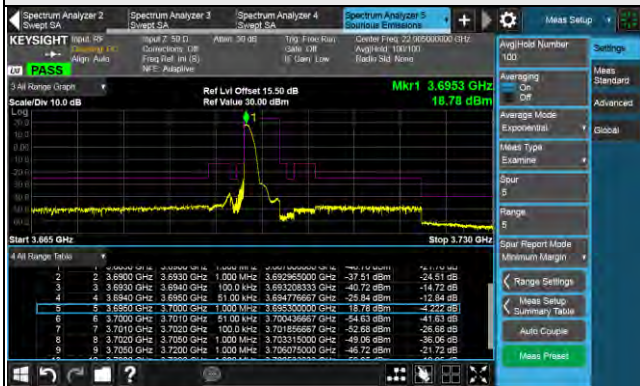 Spectrum Analyzer 2
Swept SA
Spectrum Analyzer 3
Swept SA
Spectrum Analyzer 4
Swept SA
Spectrum Analyzer 5
Spurious Emissions
Meas Setup
KEYSIGHT
Input: RF
Coupling: DC
Align: Auto
Input Z: 50 Ω
Corrections: Off
Freq Ref: Int (S)
NFE: Adaptive
Atten: 30 dB
Trig: Free Run
Gate: Off
IF Gain: Low
Center Freq: 22.005000000 GHz
Avg|Hold: 100/100
Radio Std: None
PASS
3 All Range Graph
Scale/Div 10.0 dB
Ref Lvl Offset 15.50 dB
Ref Value 30.00 dBm
Mkr1 3.6953 GHz
18.78 dBm
Log
1
Start 3.665 GHz
Stop 3.730 GHz
4 All Range Table
2 2 3.6900 GHz 3.6930 GHz 1.000 MHz 3.692965000 GHz -37.51 dBm -24.51 dB
3 3 3.6930 GHz 3.6940 GHz 100.0 kHz 3.693208333 GHz -40.72 dBm -14.72 dB
4 4 3.6940 GHz 3.6950 GHz 51.00 kHz 3.694776667 GHz -25.84 dBm -12.84 dB
5 5 3.6950 GHz 3.7000 GHz 1.000 MHz 3.695300000 GHz 18.78 dBm -4.222 dB
6 6 3.7000 GHz 3.7010 GHz 51.00 kHz 3.700436667 GHz -54.63 dBm -41.63 dB
7 7 3.7010 GHz 3.7020 GHz 100.0 kHz 3.701856667 GHz -52.68 dBm -26.68 dB
8 8 3.7020 GHz 3.7050 GHz 1.000 MHz 3.703315000 GHz -49.06 dBm -36.06 dB
9 9 3.7050 GHz 3.7200 GHz 1.000 MHz 3.706075000 GHz -46.72 dBm -21.72 dB
Avg|Hold Number
100
Averaging
On
Off
Average Mode
Exponential
Meas Type
Examine
Spur
5
Range
5
Spur Report Mode
Minimum Margin
Range Settings
Meas Setup
Summary Table
Auto Couple
Meas Preset
Settings
Meas
Standard
Advanced
Global